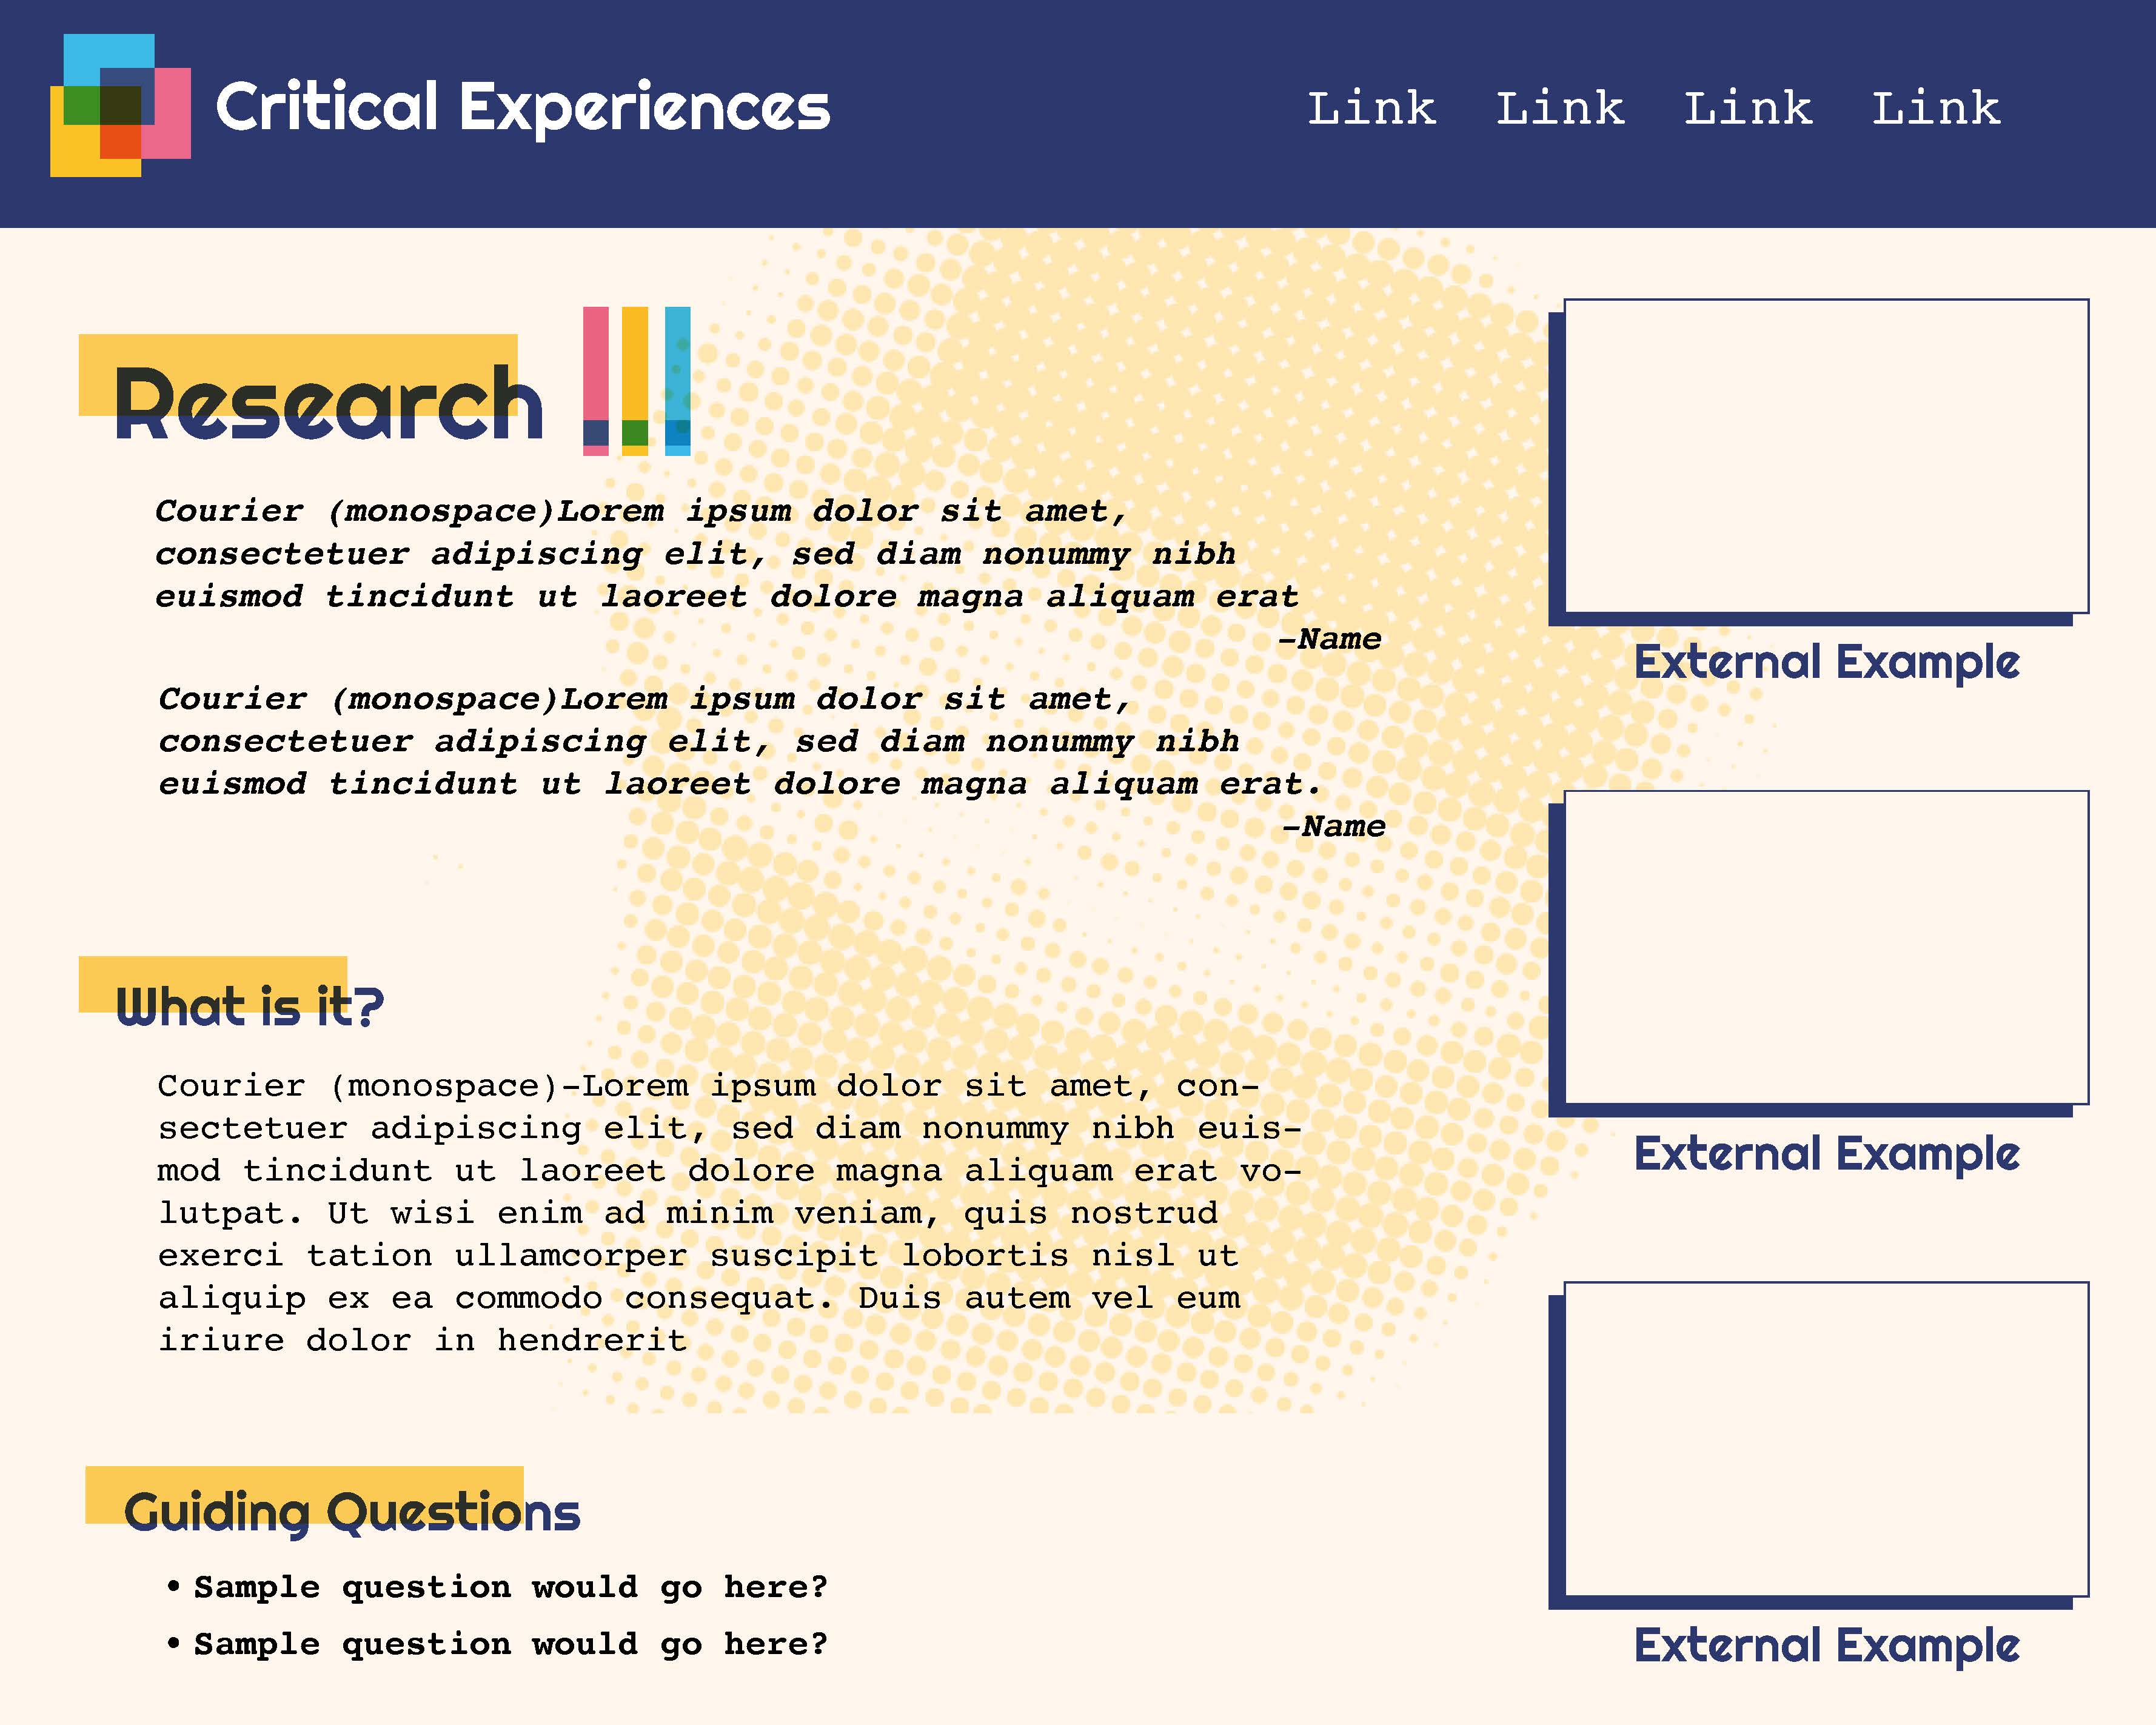 Critical Experiences
Link Link Link Link
Research
Courier (monospace)Lorem ipsum dolor sit amet,
consectetuer adipiscing elit, sed diam nonummy nibh
euismod tincidunt ut laoreet dolore magna aliquam erat
-Name
Courier (monospace)Lorem ipsum dolor sit amet,
consectetuer adipiscing elit, sed diam nonummy nibh
euismod tincidunt ut laoreet dolore magna aliquam erat.
-Name
What is it?
Courier (monospace)-Lorem ipsum dolor sit amet, con-
sectetuer adipiscing elit, sed diam nonummy nibh euis-
mod tincidunt ut laoreet dolore magna aliquam erat vo-
lutpat. Ut wisi enim ad minim veniam, quis nostrud
exerci tation ullamcorper suscipit lobortis nisl ut
aliquip ex ea commodo consequat. Duis autem vel eum
iriure dolor in hendrerit
Guiding Questions
• Sample question would go here?
• Sample question would go here?
External Example
External Example
External Example